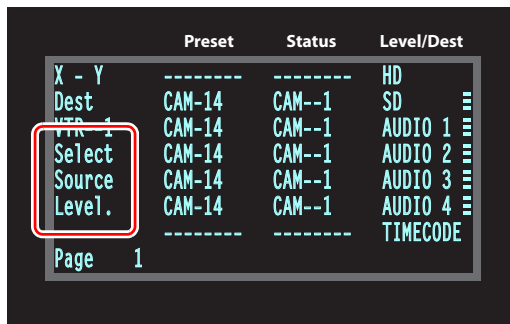 Preset Status Level/Dest
X - Y -------- -------- HD
Dest CAM-14 CAM--1 SD
VTR--1 CAM-14 CAM--1 AUDIO 1
Select CAM-14 CAM--1 AUDIO 2
Source CAM-14 CAM--1 AUDIO 3
Level. CAM-14 CAM--1 AUDIO 4
-------- -------- TIMECODE
Page 1